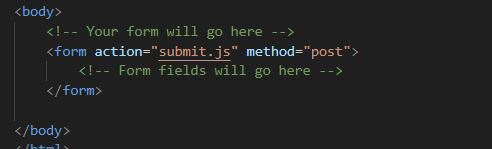 <body>
<!-- Your form will go here -->
<form action="submit.js" method="post">
<!-- Form fields will go here -->
</form>
</body>
</html>